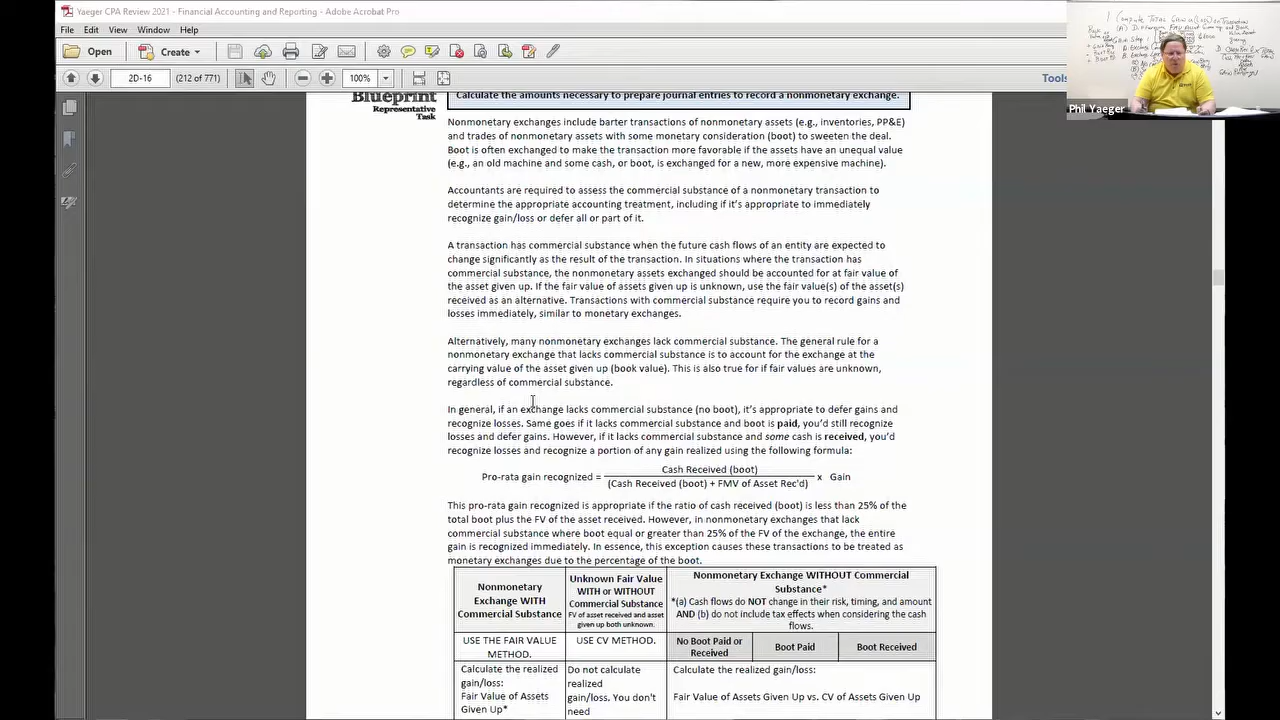 Yaeger CPA Review 2021 - Financial Accounting and Reporting - Adobe Acrobat Pro
File Edit View Window Help
Open
Create
2D-16
(212 of 771)
100%
Tools
Phil Yaeger
Blueprint
Representative
Task
Calculate the amounts necessary to prepare journal entries to record a nonmonetary exchange.
Nonmonetary exchanges include barter transactions of nonmonetary assets (e.g., inventories, PP&E)
and trades of nonmonetary assets with some monetary consideration (boot) to sweeten the deal.
Boot is often exchanged to make the transaction more favorable if the assets have an unequal value
(e.g., an old machine and some cash, or boot, is exchanged for a new, more expensive machine).
Accountants are required to assess the commercial substance of a nonmonetary transaction to
determine the appropriate accounting treatment, including if it's appropriate to immediately
recognize gain/loss or defer all or part of it.
A transaction has commercial substance when the future cash flows of an entity are expected to
change significantly as the result of the transaction. In situations where the transaction has
commercial substance, the nonmonetary assets exchanged should be accounted for at fair value of
the asset given up. If the fair value of assets given up is unknown, use the fair value(s) of the asset(s)
received as an alternative. Transactions with commercial substance require you to record gains and
losses immediately, similar to monetary exchanges.
Alternatively, many nonmonetary exchanges lack commercial substance. The general rule for a
nonmonetary exchange that lacks commercial substance is to account for the exchange at the
carrying value of the asset given up (book value). This is also true for if fair values are unknown,
regardless of commercial substance.
In general, if an exchange lacks commercial substance (no boot), it's appropriate to defer gains and
recognize losses. Same goes if it lacks commercial substance and boot is paid, you'd still recognize
losses and defer gains. However, if it lacks commercial substance and some cash is received, you'd
recognize losses and recognize a portion of any gain realized using the following formula:
Cash Received (boot)
Pro-rata gain recognized = x Gain
(Cash Received (boot) + FMV of Asset Rec'd)
This pro-rata gain recognized is appropriate if the ratio of cash received (boot) is less than 25% of the
total boot plus the FV of the asset received. However, in nonmonetary exchanges that lack
commercial substance where boot equal or greater than 25% of the FV of the exchange, the entire
gain is recognized immediately. In essence, this exception causes these transactions to be treated as
monetary exchanges due to the percentage of the boot.
Nonmonetary
Exchange WITH
Commercial Substance
Unknown Fair Value
WITH or WITHOUT
Commercial Substance
FV of asset received and asset
given up both unknown.
Nonmonetary Exchange WITHOUT Commercial
Substance*
*(a) Cash flows do NOT change in their risk, timing, and amount
AND (b) do not include tax effects when considering the cash
flows.
USE THE FAIR VALUE
METHOD.
USE CV METHOD.
No Boot Paid or
Received
Boot Paid
Boot Received
Calculate the realized
gain/loss:
Fair Value of Assets
Given Up*
Do not calculate
realized
gain/loss. You don't
need
Calculate the realized gain/loss:
Fair Value of Assets Given Up vs. CV of Assets Given Up